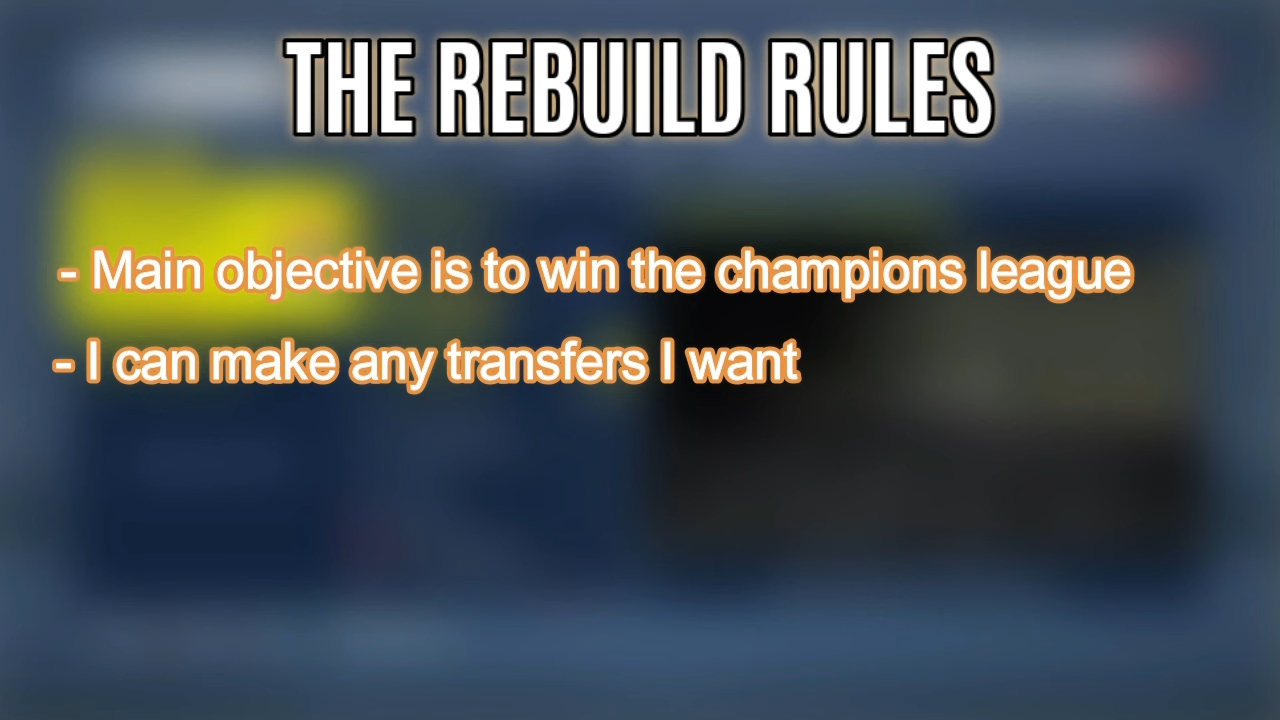 THE REBUILD RULES
- Main objective is to win the champions league
- I can make any transfers I want